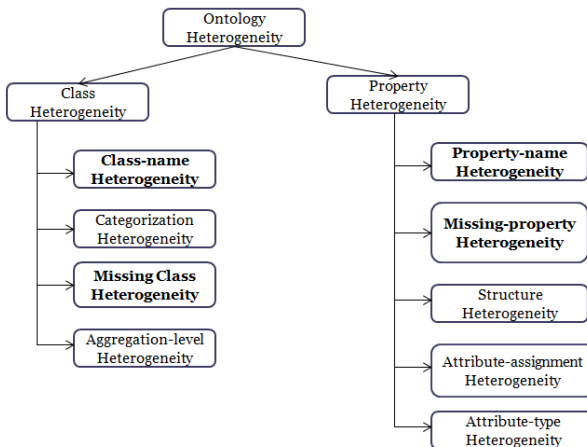 Ontology
Heterogeneity
Class
Heterogeneity
Class-name
Heterogeneity
Categorization
Heterogeneity
Missing Class
Heterogeneity
Aggregation-level
Heterogeneity
Property
Heterogeneity
Property-name
Heterogeneity
Missing-property
Heterogeneity
Structure
Heterogeneity
Attribute-assignment
Heterogeneity
Attribute-type
Heterogeneity